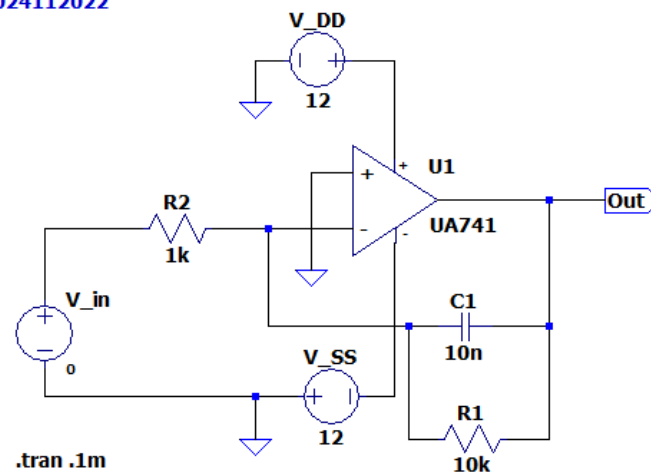 024112022
V_DD
12
U1
UA741
Out
R2
1k
V_in
0
C1
10n
V_SS
12
R1
10k
.tran .1m